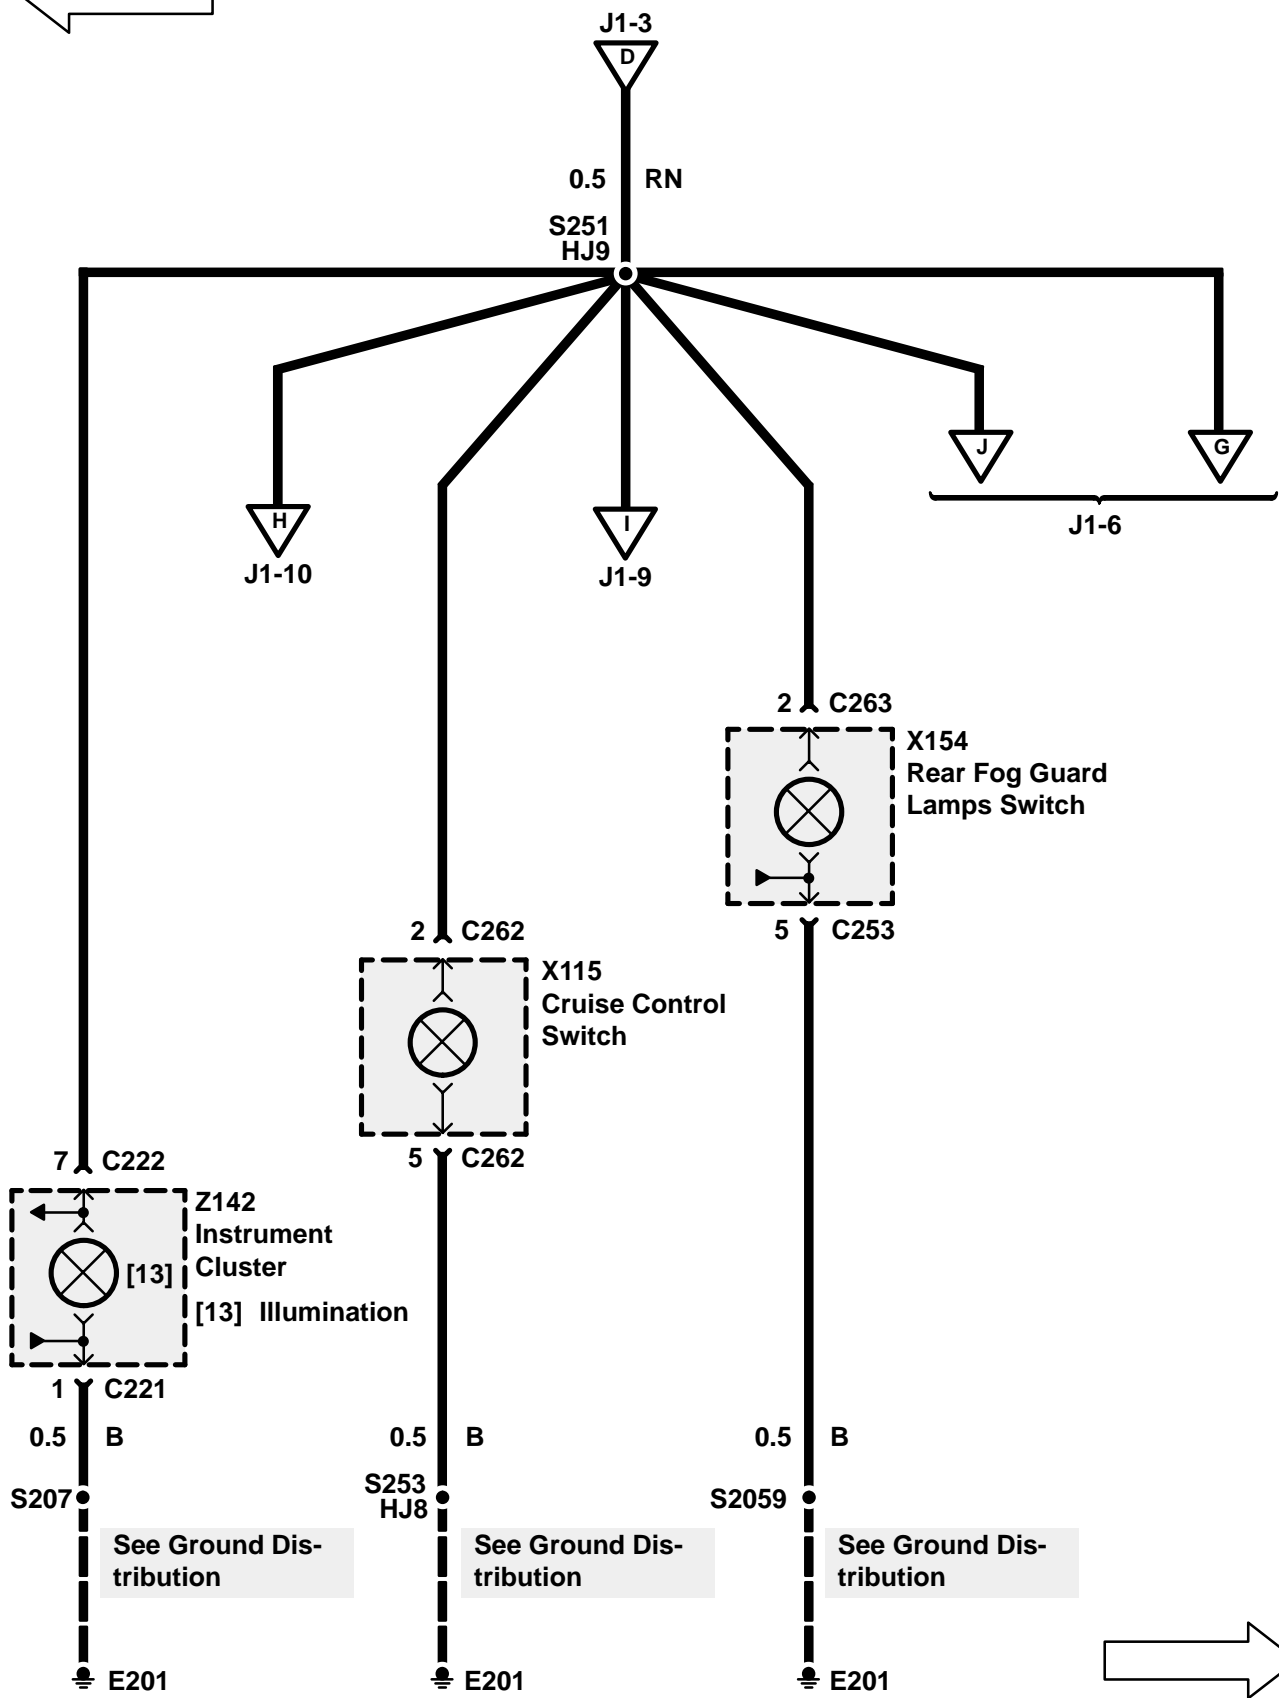 J1-3
D
0.5 RN
S251
HJ9
J G
H I
J1-6
J1-10 J1-9
2 C263
X154
Rear Fog Guard
Lamps Switch
2 C262
5 C253
X115
Cruise Control
Switch
7 C222
5 C262
Z142
Instrument
Cluster
[13]
[13] Illumination
1 C221
0.5 B 0.5 B 0.5 B
S207
S253
HJ8
S2059
See Ground Dis-
tribution
See Ground Dis-
tribution
See Ground Dis-
tribution
E201 E201 E201